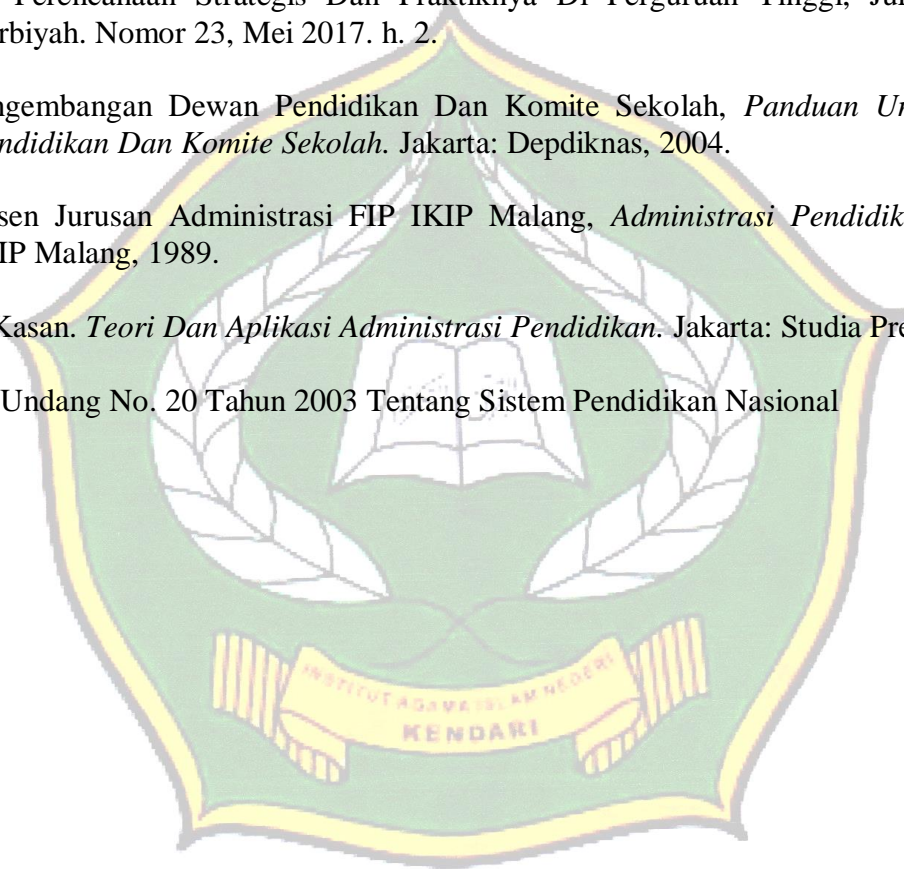 Perencanaan Strategis Dan Praktiknya Di Perguruan Tinggi, Jur
rbiyah. Nomor 23, Mei 2017. h. 2.
ngembangan Dewan Pendidikan Dan Komite Sekolah, Panduan Un
ndidikan Dan Komite Sekolah. Jakarta: Depdiknas, 2004.
sen Jurusan Administrasi FIP IKIP Malang, Administrasi Pendidik
IP Malang, 1989.
Kasan. Teori Dan Aplikasi Administrasi Pendidikan. Jakarta: Studia Pre
Undang No. 20 Tahun 2003 Tentang Sistem Pendidikan Nasional
INSTITUT AGAMA ISLAM NEGERI
KENDARI